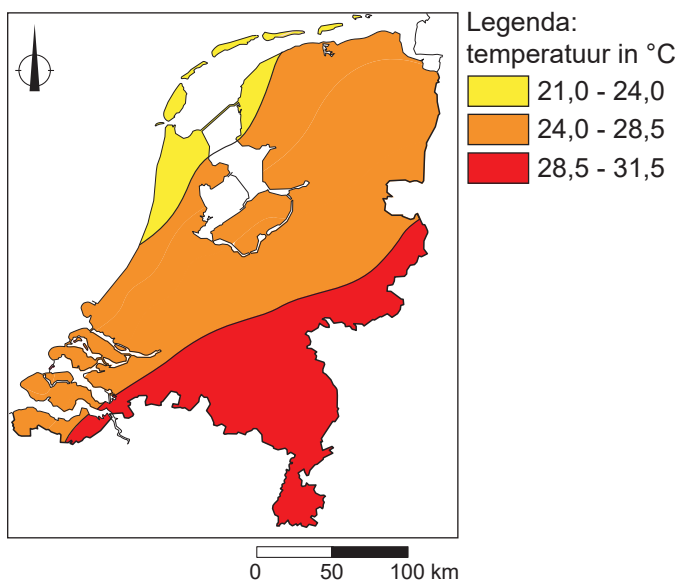 Legenda:
temperatuur in °C
21,0 - 24,0
24,0 - 28,5
28,5 - 31,5
0 50 100 km